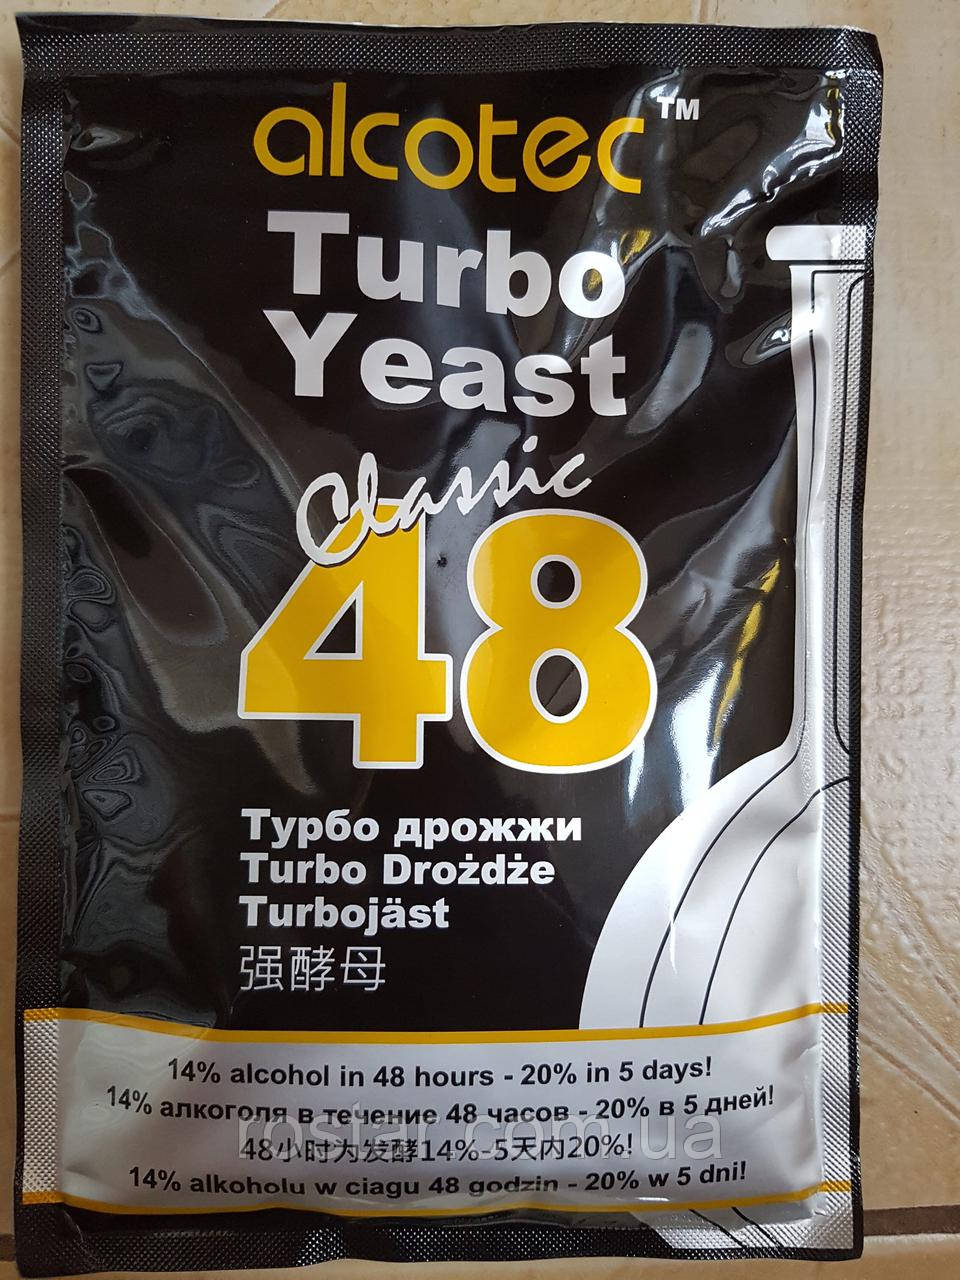 alcotec™
Turbo
Yeast
Classic
48
Турбо дрожжи
Turbo Drożdże
Turbojäst
强酵母
14% alcohol in 48 hours - 20% in 5 days!
14% алкоголя в течение 48 часов - 20% в 5 дней!
rostar.com.ua
48小时为发酵14% 5天内20%!
14% alkoholu w ciagu 48 godzin - 20% w 5 dni!